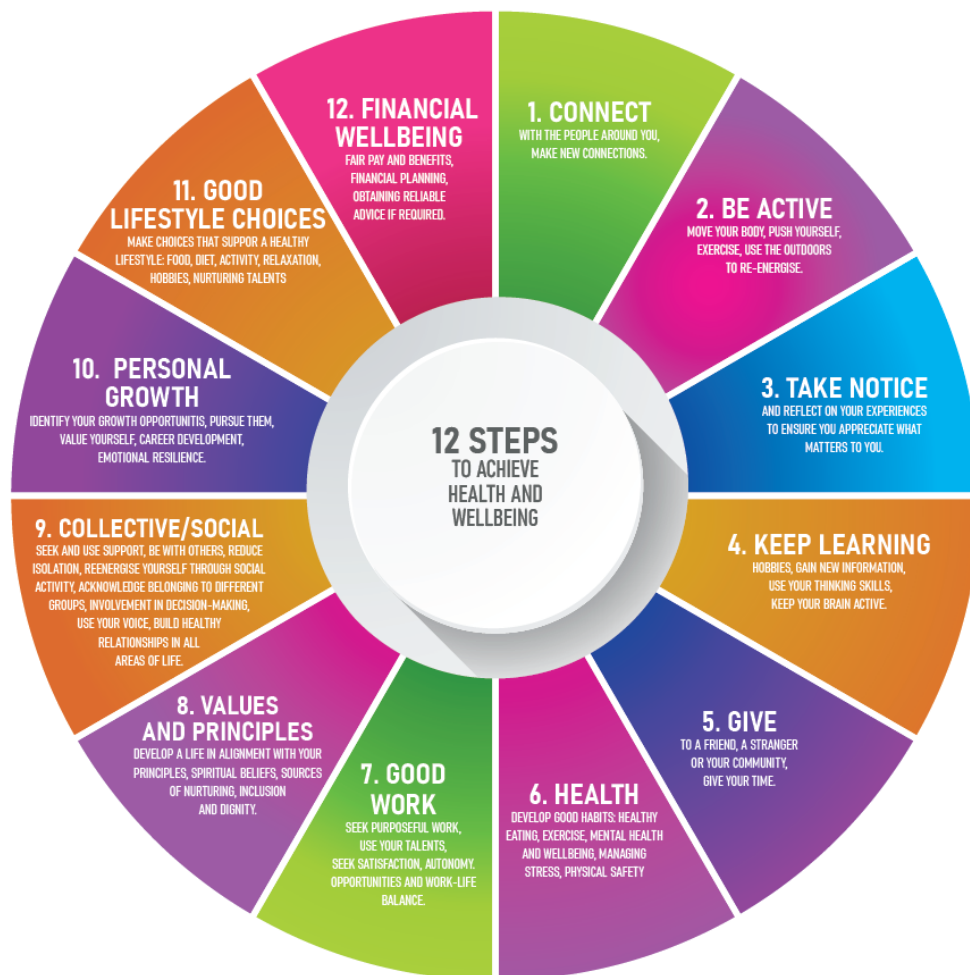 12 STEPS
TO ACHIEVE
HEALTH AND
WELLBEING
1. CONNECT
WITH THE PEOPLE AROUND YOU,
MAKE NEW CONNECTIONS.
2. BE ACTIVE
MOVE YOUR BODY, PUSH YOURSELF,
EXERCISE, USE THE OUTDOORS
TO RE-ENERGISE.
3. TAKE NOTICE
AND REFLECT ON YOUR EXPERIENCES
TO ENSURE YOU APPRECIATE WHAT
MATTERS TO YOU.
4. KEEP LEARNING
HOBBIES, GAIN NEW INFORMATION,
USE YOUR THINKING SKILLS,
KEEP YOUR BRAIN ACTIVE.
5. GIVE
TO A FRIEND, A STRANGER
OR YOUR COMMUNITY,
GIVE YOUR TIME.
6. HEALTH
DEVELOP GOOD HABITS: HEALTHY
EATING, EXERCISE, MENTAL HEALTH
AND WELLBEING, MANAGING
STRESS, PHYSICAL SAFETY
7. GOOD
WORK
SEEK PURPOSEFUL WORK,
USE YOUR TALENTS,
SEEK SATISFACTION, AUTONOMY.
OPPORTUNITIES AND WORK-LIFE
BALANCE.
8. VALUES
AND PRINCIPLES
DEVELOP A LIFE IN ALIGNMENT WITH YOUR
PRINCIPLES, SPIRITUAL BELIEFS, SOURCES
OF NURTURING, INCLUSION
AND DIGNITY.
9. COLLECTIVE/SOCIAL
SEEK AND USE SUPPORT, BE WITH OTHERS, REDUCE
ISOLATION, REENERGISE YOURSELF THROUGH SOCIAL
ACTIVITY, ACKNOWLEDGE BELONGING TO DIFFERENT
GROUPS, INVOLVEMENT IN DECISION-MAKING,
USE YOUR VOICE, BUILD HEALTHY
RELATIONSHIPS IN ALL
AREAS OF LIFE.
10. PERSONAL
GROWTH
IDENTIFY YOUR GROWTH OPPORTUNITIS, PURSUE THEM,
VALUE YOURSELF, CAREER DEVELOPMENT,
EMOTIONAL RESILIENCE.
11. GOOD
LIFESTYLE CHOICES
MAKE CHOICES THAT SUPPOR A HEALTHY
LIFESTYLE: FOOD, DIET, ACTIVITY, RELAXATION,
HOBBIES, NURTURING TALENTS
12. FINANCIAL
WELLBEING
FAIR PAY AND BENEFITS,
FINANCIAL PLANNING,
OBTAINING RELIABLE
ADVICE IF REQUIRED.